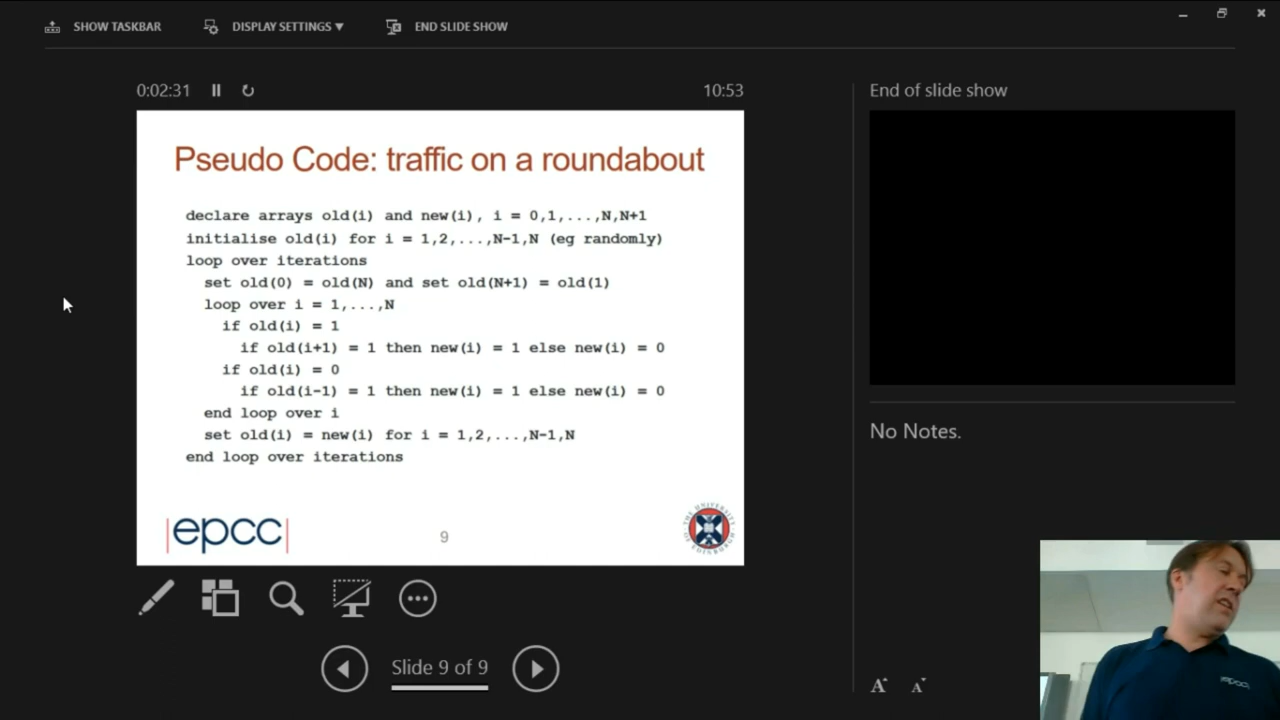 SHOW TASKBAR
DISPLAY SETTINGS ▼
END SLIDE SHOW
0:02:31
10:53
Pseudo Code: traffic on a roundabout
declare arrays old(i) and new(i), i = 0,1,...,N,N+1
initialise old(i) for i = 1,2,...,N-1,N (eg randomly)
loop over iterations
set old(0) = old(N) and set old(N+1) = old(1)
loop over i = 1,...,N
if old(i) = 1
if old(i+1) = 1 then new(i) = 1 else new(i) = 0
if old(i) = 0
if old(i-1) = 1 then new(i) = 1 else new(i) = 0
end loop over i
set old(i) = new(i) for i = 1,2,...,N-1,N
end loop over iterations
|epcc|
9
THE UNIVERSITY OF EDINBURGH
Slide 9 of 9
End of slide show
No Notes.
A A
epcc